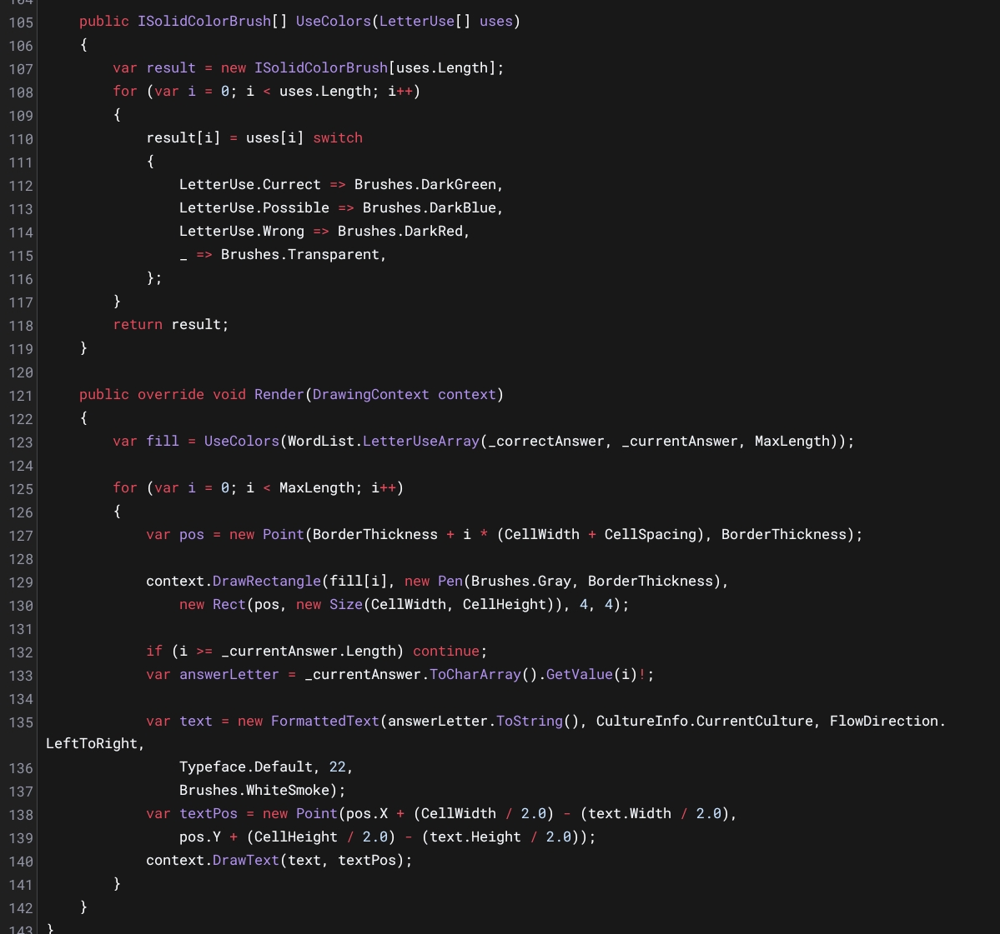 104
105     public ISolidColorBrush[] UseColors(LetterUse[] uses)
106     {
107         var result = new ISolidColorBrush[uses.Length];
108         for (var i = 0; i < uses.Length; i++)
109         {
110             result[i] = uses[i] switch
111             {
112                 LetterUse.Currect => Brushes.DarkGreen,
113                 LetterUse.Possible => Brushes.DarkBlue,
114                 LetterUse.Wrong => Brushes.DarkRed,
115                 _ => Brushes.Transparent,
116             };
117         }
118         return result;
119     }
120
121     public override void Render(DrawingContext context)
122     {
123         var fill = UseColors(WordList.LetterUseArray(_correctAnswer, _currentAnswer, MaxLength));
124
125         for (var i = 0; i < MaxLength; i++)
126         {
127             var pos = new Point(BorderThickness + i * (CellWidth + CellSpacing), BorderThickness);
128
129             context.DrawRectangle(fill[i], new Pen(Brushes.Gray, BorderThickness),
130                 new Rect(pos, new Size(CellWidth, CellHeight)), 4, 4);
131
132             if (i >= _currentAnswer.Length) continue;
133             var answerLetter = _currentAnswer.ToCharArray().GetValue(i)!;
134
135             var text = new FormattedText(answerLetter.ToString(), CultureInfo.CurrentCulture, FlowDirection.
LeftToRight,
136                 Typeface.Default, 22,
137                 Brushes.WhiteSmoke);
138             var textPos = new Point(pos.X + (CellWidth / 2.0) - (text.Width / 2.0),
139                 pos.Y + (CellHeight / 2.0) - (text.Height / 2.0));
140             context.DrawText(text, textPos);
141         }
142     }
143 }